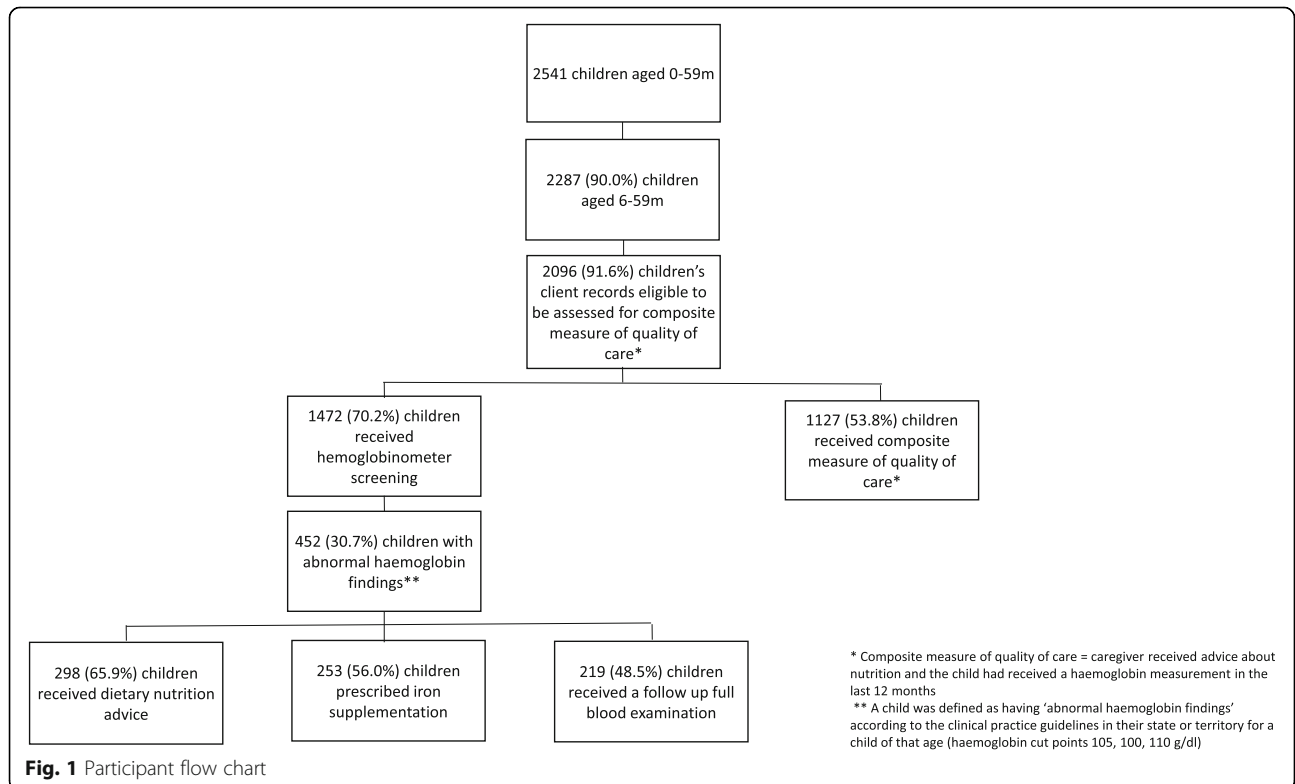 2541 children aged 0-59m
2287 (90.0%) children
aged 6-59m
2096 (91.6%) children’s
client records eligible to
be assessed for composite
measure of quality of
care*
1472 (70.2%) children
received
hemoglobinometer
screening
1127 (53.8%) children
received composite
measure of quality of
care*
452 (30.7%) children with
abnormal haemoglobin
findings**
298 (65.9%) children
received dietary nutrition
advice
253 (56.0%) children
prescribed iron
supplementation
219 (48.5%) children
received a follow up full
blood examination
* Composite measure of quality of care = caregiver received advice about
nutrition and the child had received a haemoglobin measurement in the
last 12 months
** A child was defined as having ‘abnormal haemoglobin findings’
according to the clinical practice guidelines in their state or territory for a
child of that age (haemoglobin cut points 105, 100, 110 g/dl)
Fig. 1 Participant flow chart